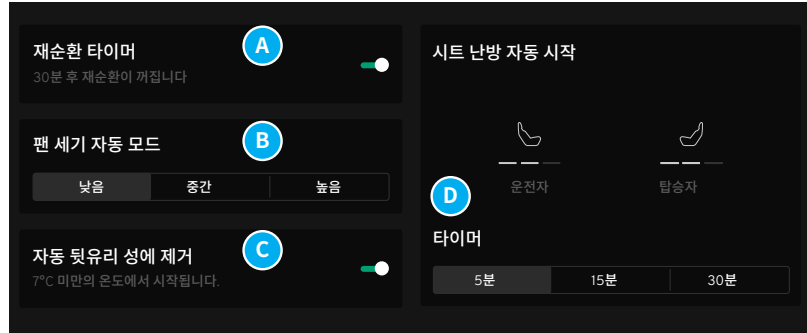 재순환 타이머
A
30분 후 재순환이 꺼집니다
팬 세기 자동 모드
B
낮음 중간 높음
자동 뒷유리 성에 제거
C
7°C 미만의 온도에서 시작됩니다.
시트 난방 자동 시작
운전자 탑승자
D
타이머
5분 15분 30분